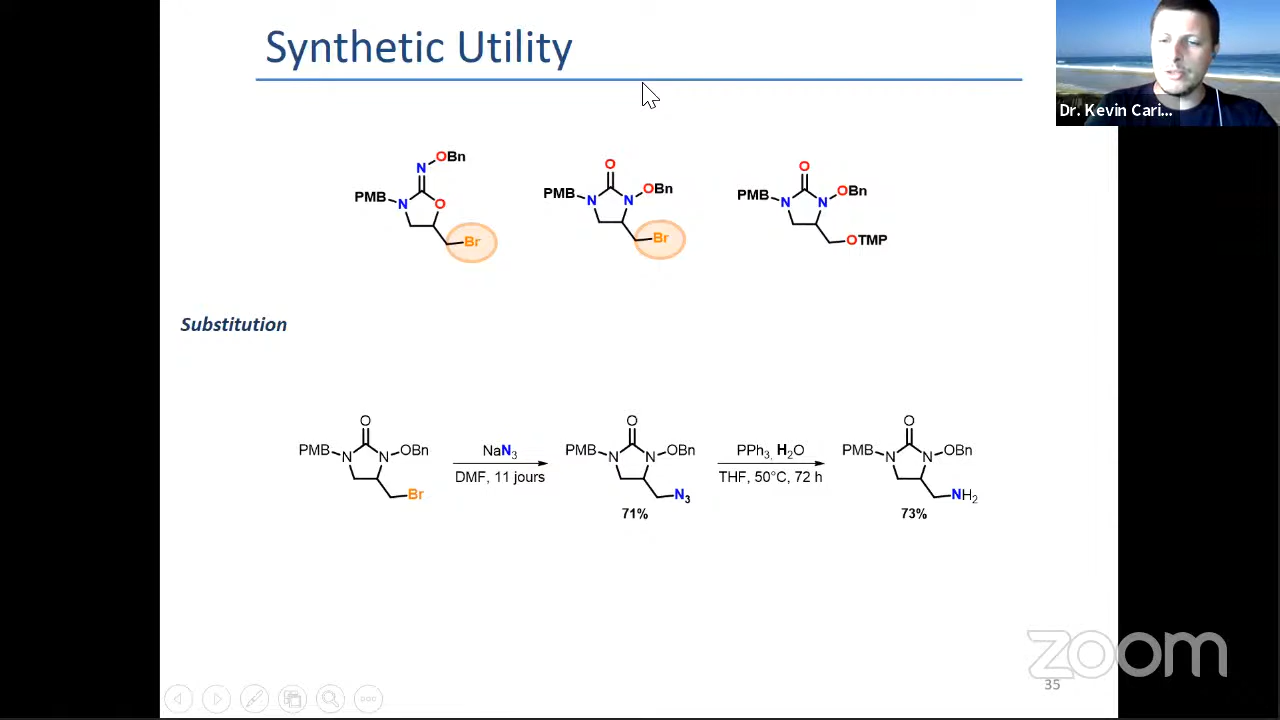 Synthetic Utility
Dr. Kevin Cari...
N OBn
PMB N O
Br
O
PMB N N OBn
Br
O
PMB N N OBn
OTMP
Substitution
O
PMB N N OBn
Br
NaN3
DMF, 11 jours
O
PMB N N OBn
N3
71%
PPh3, H2O
THF, 50°C, 72 h
O
PMB N N OBn
NH2
73%
zoom
35